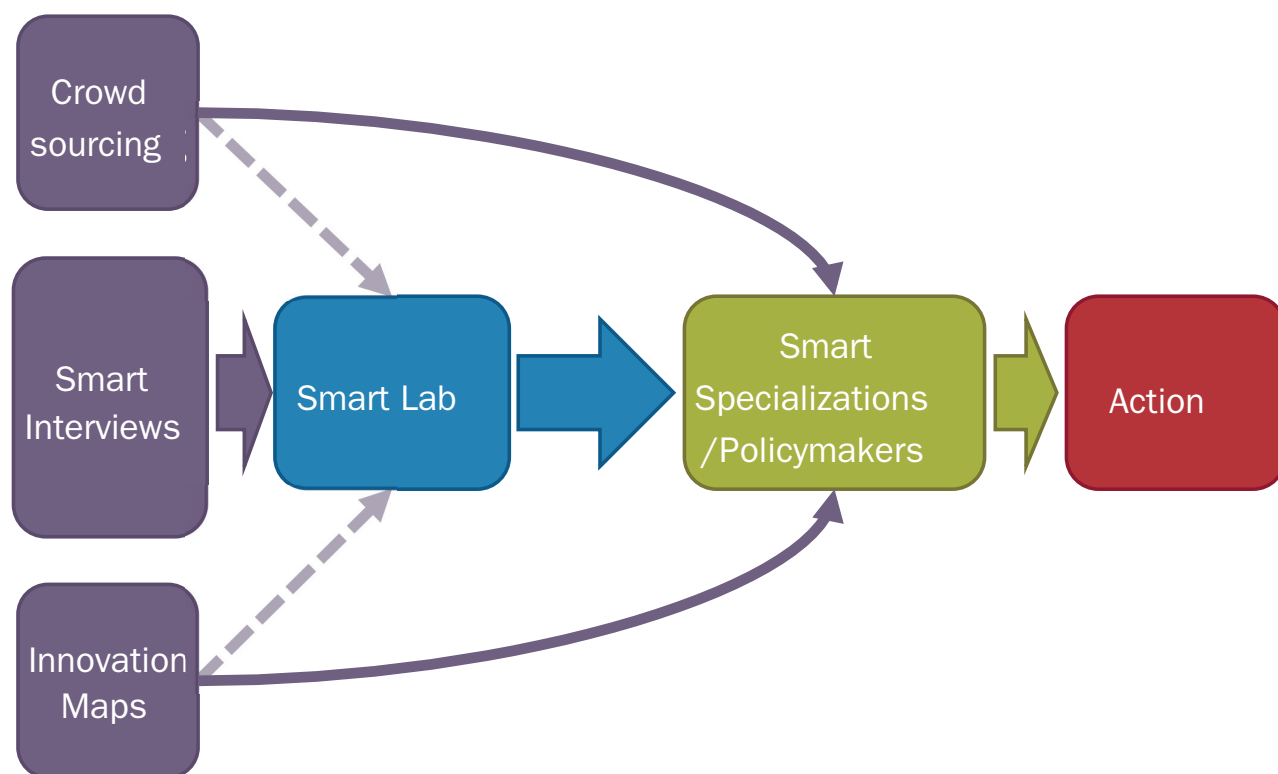 Crowd
sourcing
Smart
Interviews
Innovation
Maps
Smart Lab
Smart
Specializations
/Policymakers
Action